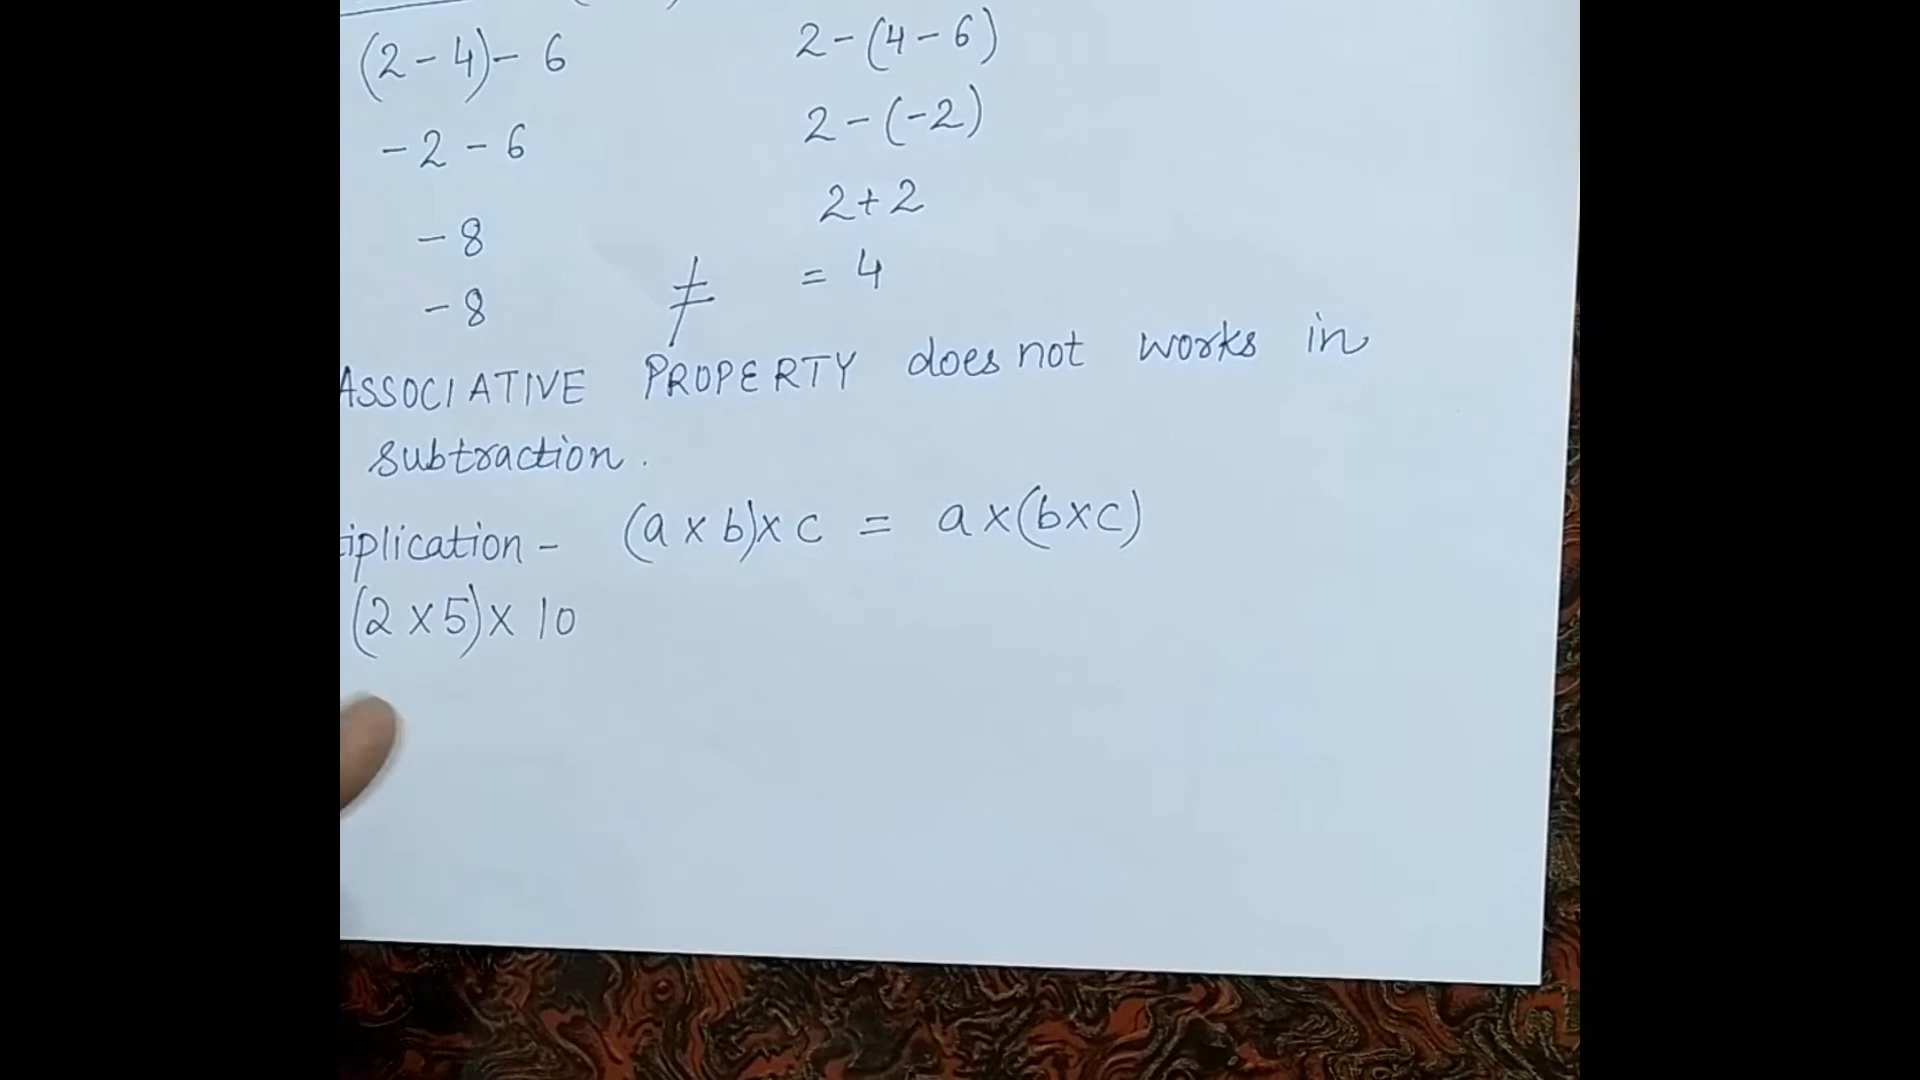 (2 - 4) - 6    2 - (4 - 6)
- 2 - 6    2 - (-2)
- 8    2 + 2
- 8 ≠ = 4
ASSOCIATIVE PROPERTY does not works in
subtraction.
tiplication - (a x b) x c = a x (b x c)
(2 x 5) x 10